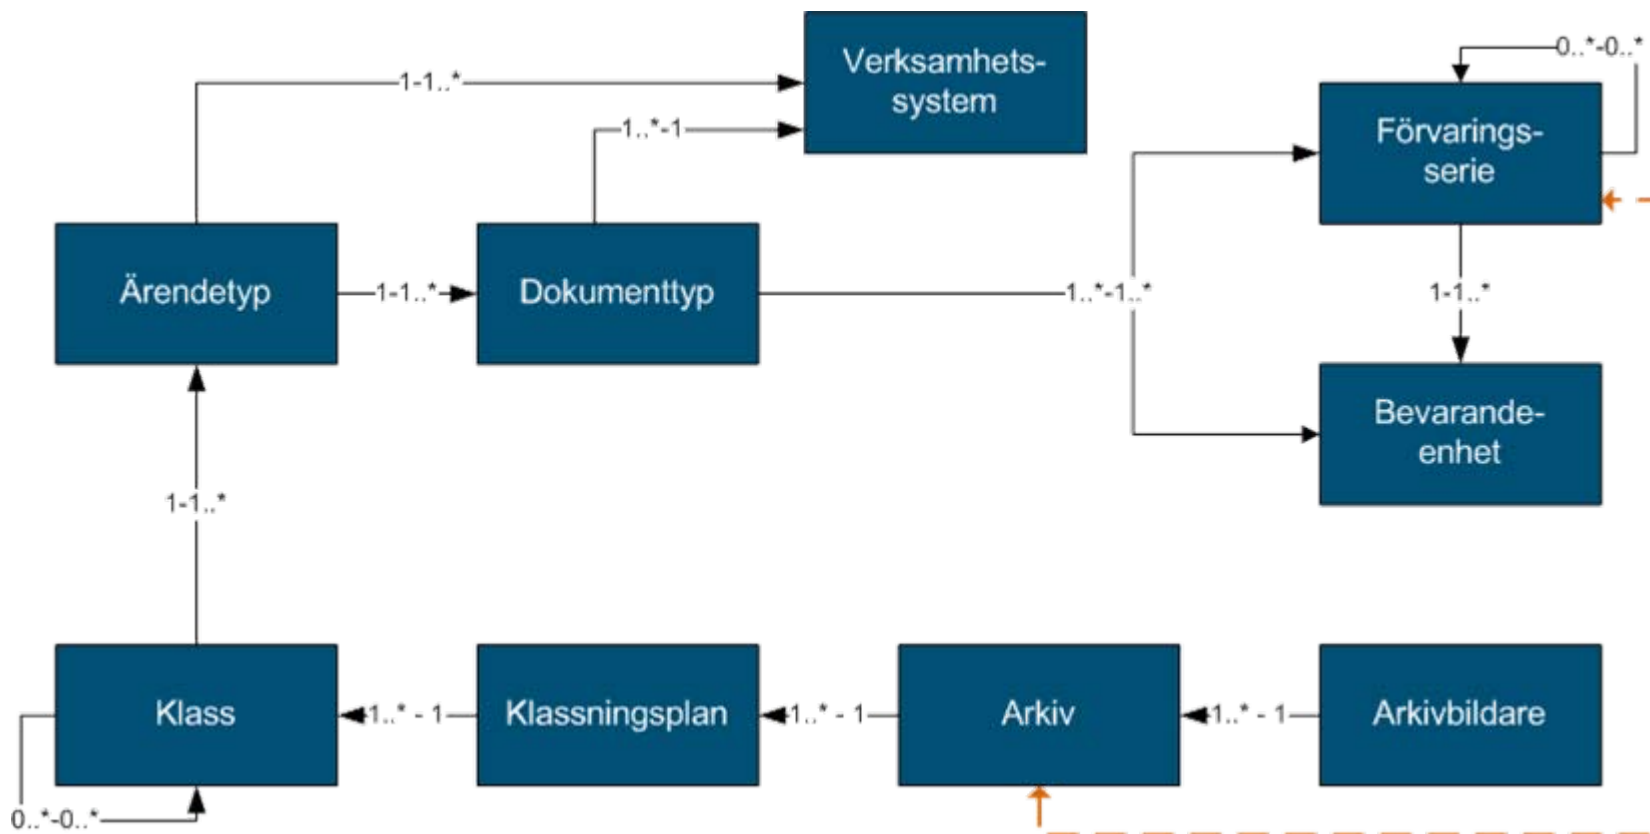 Verksamhets-
system
0..*-0..*
1-1..*
1..*-1
Förvarings-
serie
Ärendetyp
1-1..*
Dokumenttyp
1..*-1..*
1-1..*
Bevarande-
enhet
1-1..*
Klass
1..* - 1
Klassningsplan
1..* - 1
Arkiv
1..* - 1
Arkivbildare
0..*-0..*